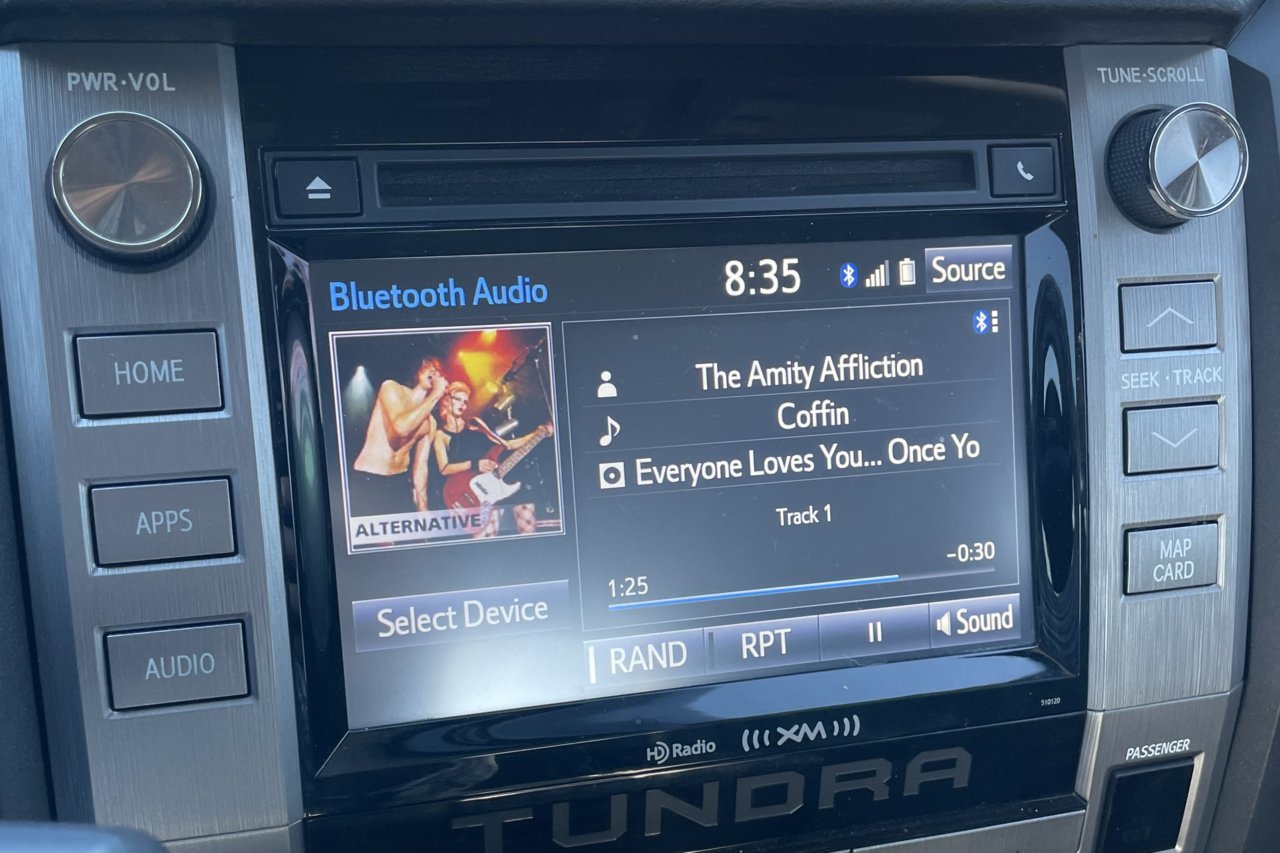 PWR·VOL
TUNE·SCROLL
Bluetooth Audio
8:35
Source
The Amity Affliction
HOME
Coffin
SEEK·TRACK
Everyone Loves You... Once Yo
ALTERNATIVE
APPS
Track 1
1:25
-0:30
MAP
CARD
Select Device
RAND
RPT
Sound
AUDIO
510120
HD Radio
XM
PASSENGER
TUNDRA